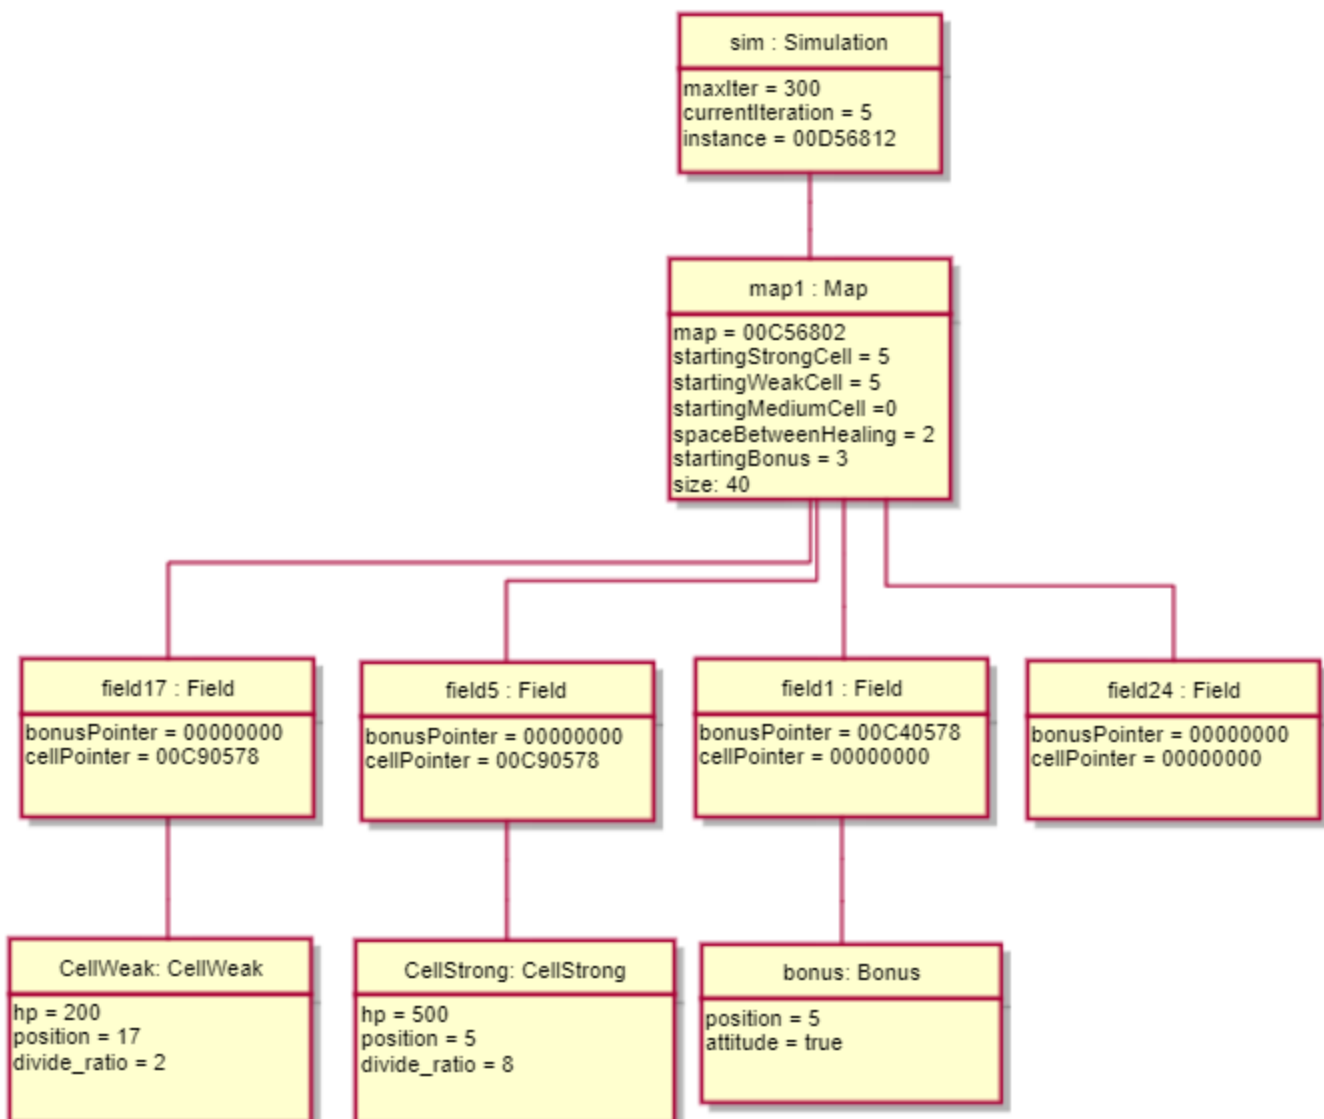 sim : Simulation
maxIter = 300
currentIteration = 5
instance = 00D56812
map1 : Map
map = 00C56802
startingStrongCell = 5
startingWeakCell = 5
startingMediumCell =0
spaceBetweenHealing = 2
startingBonus = 3
size: 40
field17 : Field
bonusPointer = 00000000
cellPointer = 00C90578
field5 : Field
bonusPointer = 00000000
cellPointer = 00C90578
field1 : Field
bonusPointer = 00C40578
cellPointer = 00000000
field24 : Field
bonusPointer = 00000000
cellPointer = 00000000
CellWeak: CellWeak
hp = 200
position = 17
divide_ratio = 2
CellStrong: CellStrong
hp = 500
position = 5
divide_ratio = 8
bonus: Bonus
position = 5
attitude = true